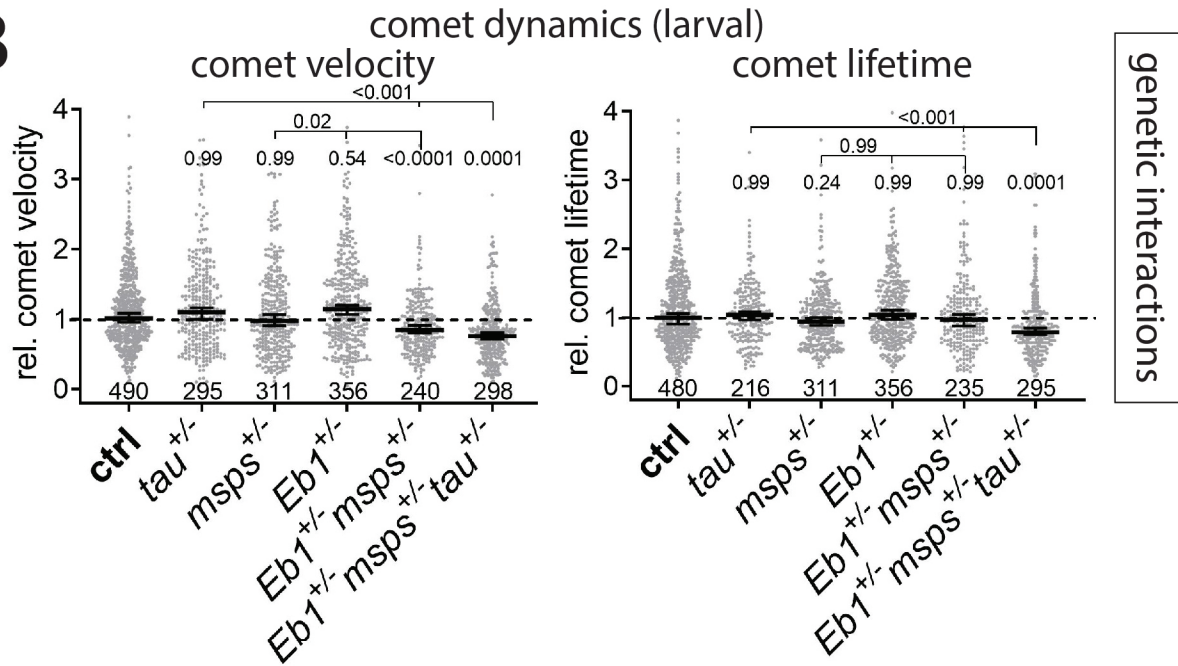 B
comet dynamics (larval)
comet velocity
<0.001
0.02
0.99 0.99 0.54 <0.0001 0.0001
rel. comet velocity
4
3
2
1
0
490 295 311 356 240 298
ctrl
tau+/-
msps+/-
Eb1+/-
Eb1+/- msps+/-
Eb1+/- msps+/- tau+/-
comet lifetime
<0.001
0.99
0.99 0.24 0.99 0.99 0.0001
rel. comet lifetime
4
3
2
1
0
480 216 311 356 235 295
ctrl
tau+/-
msps+/-
Eb1+/-
Eb1+/- msps+/-
Eb1+/- msps+/- tau+/-
genetic interactions